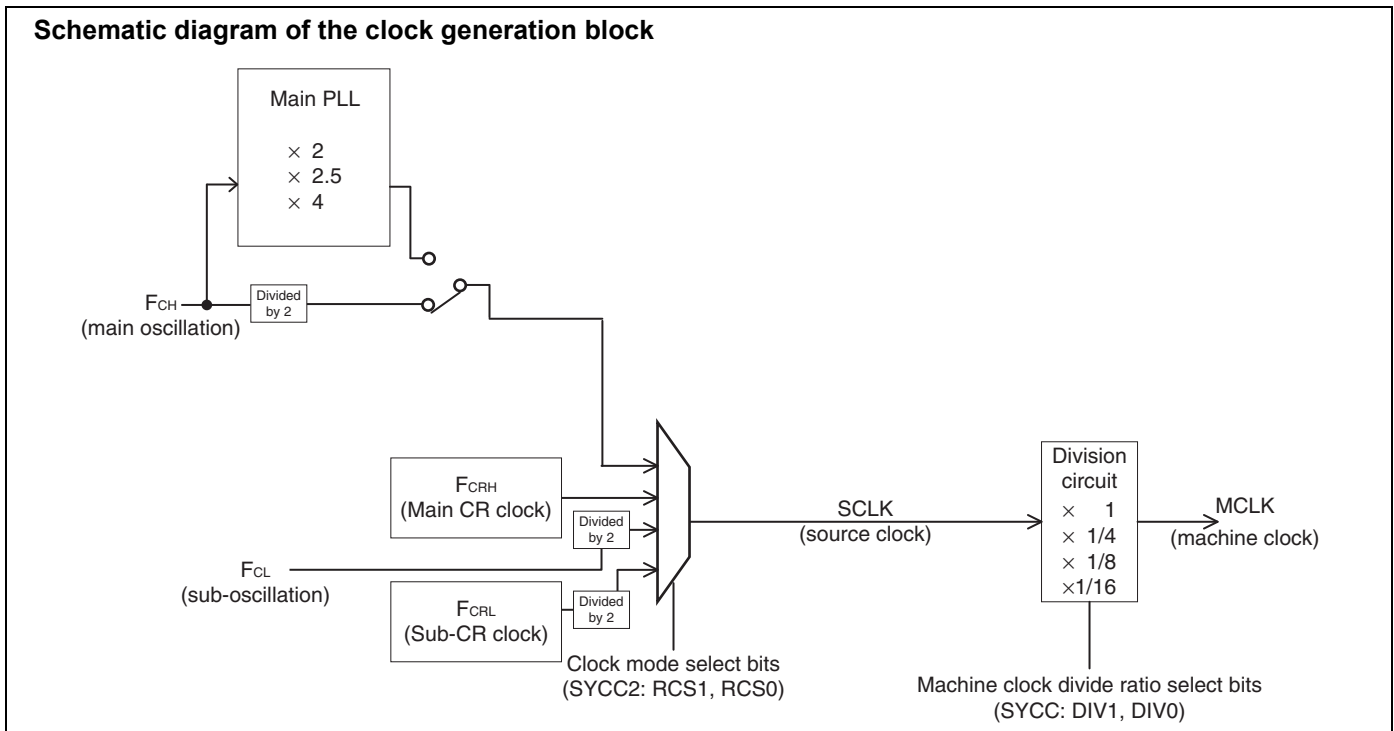 Schematic diagram of the clock generation block
Main PLL
× 2
× 2.5
× 4
FCH
(main oscillation)
Divided
by 2
FCRH
(Main CR clock)
Divided
by 2
FCL
(sub-oscillation)
FCRL
(Sub-CR clock)
Divided
by 2
Clock mode select bits
(SYCC2: RCS1, RCS0)
SCLK
(source clock)
Division
circuit
× 1
× 1/4
× 1/8
×1/16
MCLK
(machine clock)
Machine clock divide ratio select bits
(SYCC: DIV1, DIV0)